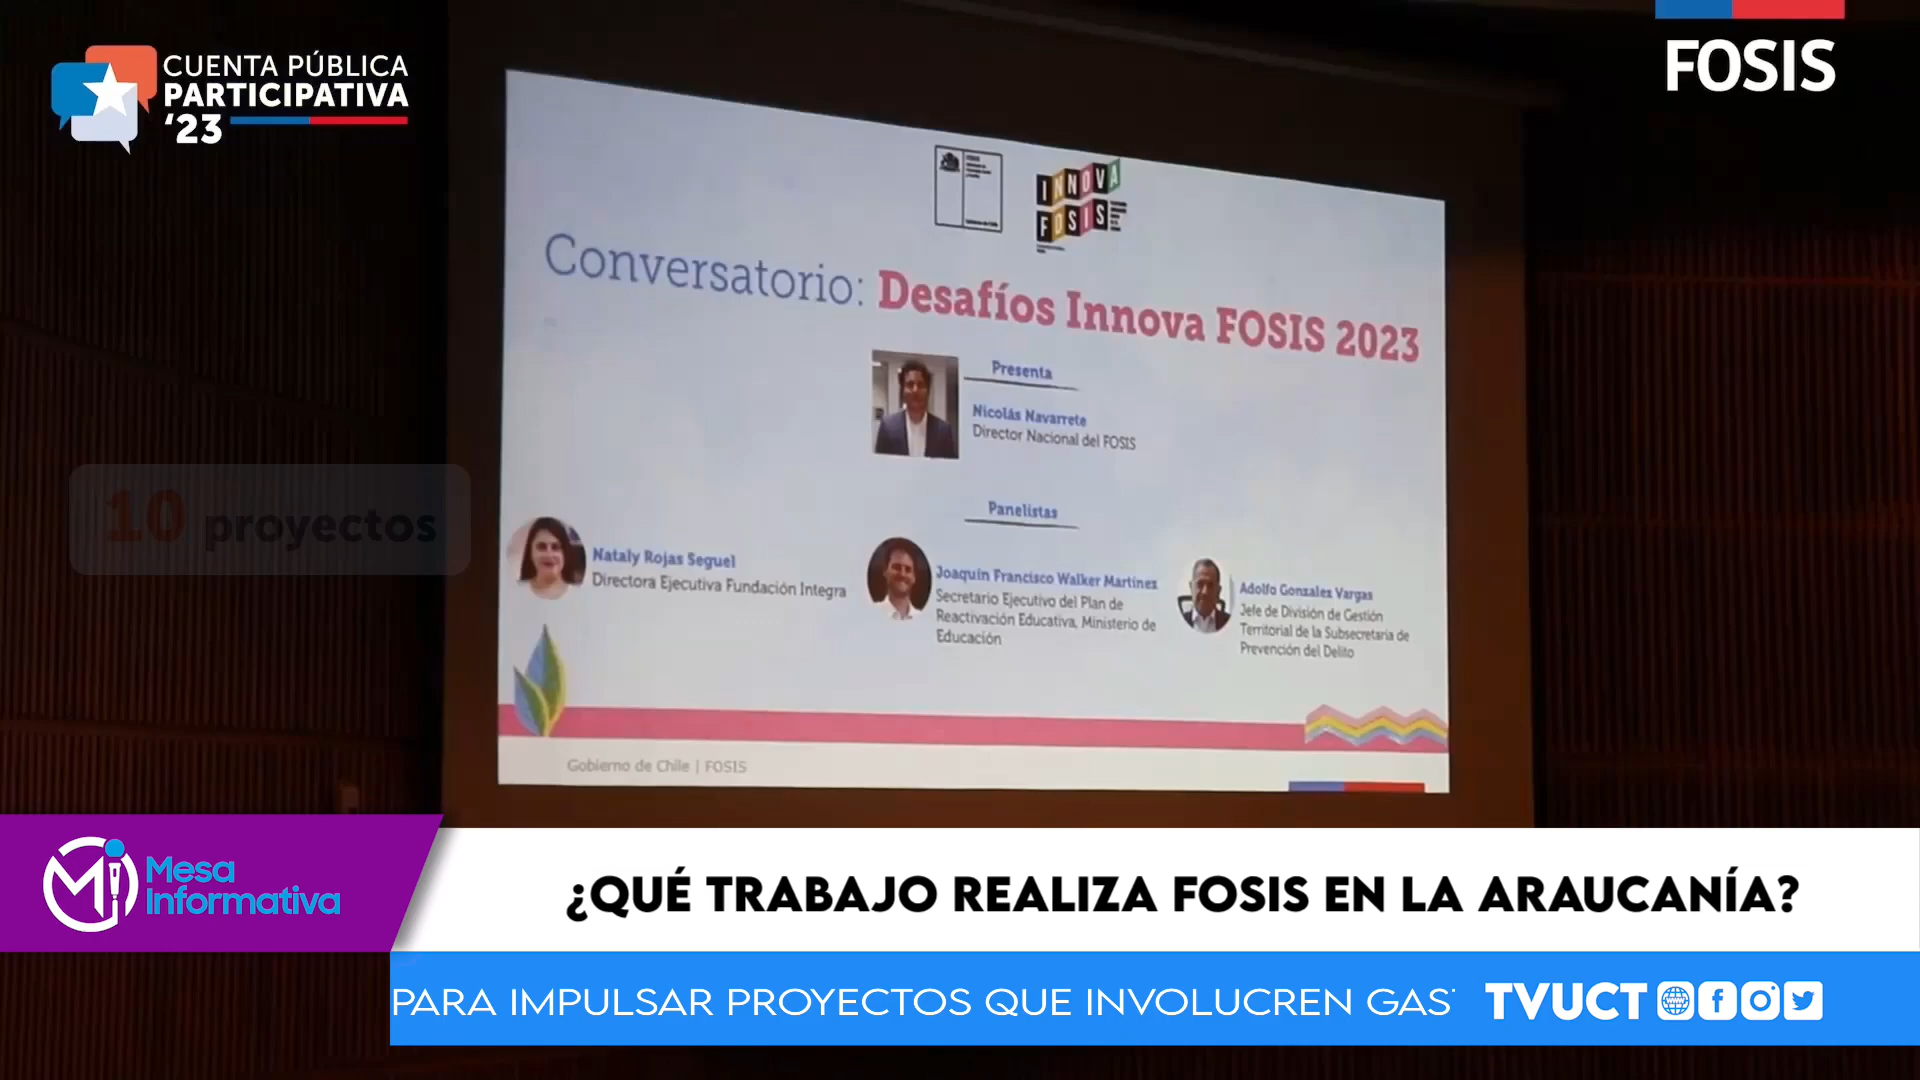 CUENTA PÚBLICA
PARTICIPATIVA
‘23
FOSIS
INNOVA
FOSIS
Conversatorio: Desafíos Innova FOSIS 2023
Presenta
Nicolás Navarrete
Director Nacional del FOSIS
Panelistas
10 proyectos
Nataly Rojas Seguel
Directora Ejecutiva Fundación Integra
Joaquín Francisco Walker Martínez
Secretario Ejecutivo del Plan de
Reactivación Educativa, Ministerio de
Educación
Adolfo Gonzalez Vargas
Jefe de División de Gestión
Territorial de la Subsecretaria de
Prevención del Delito
Gobierno de Chile | FOSIS
Mesa
Informativa
¿QUÉ TRABAJO REALIZA FOSIS EN LA ARAUCANÍA?
PARA IMPULSAR PROYECTOS QUE INVOLUCREN GAS
TVUCT